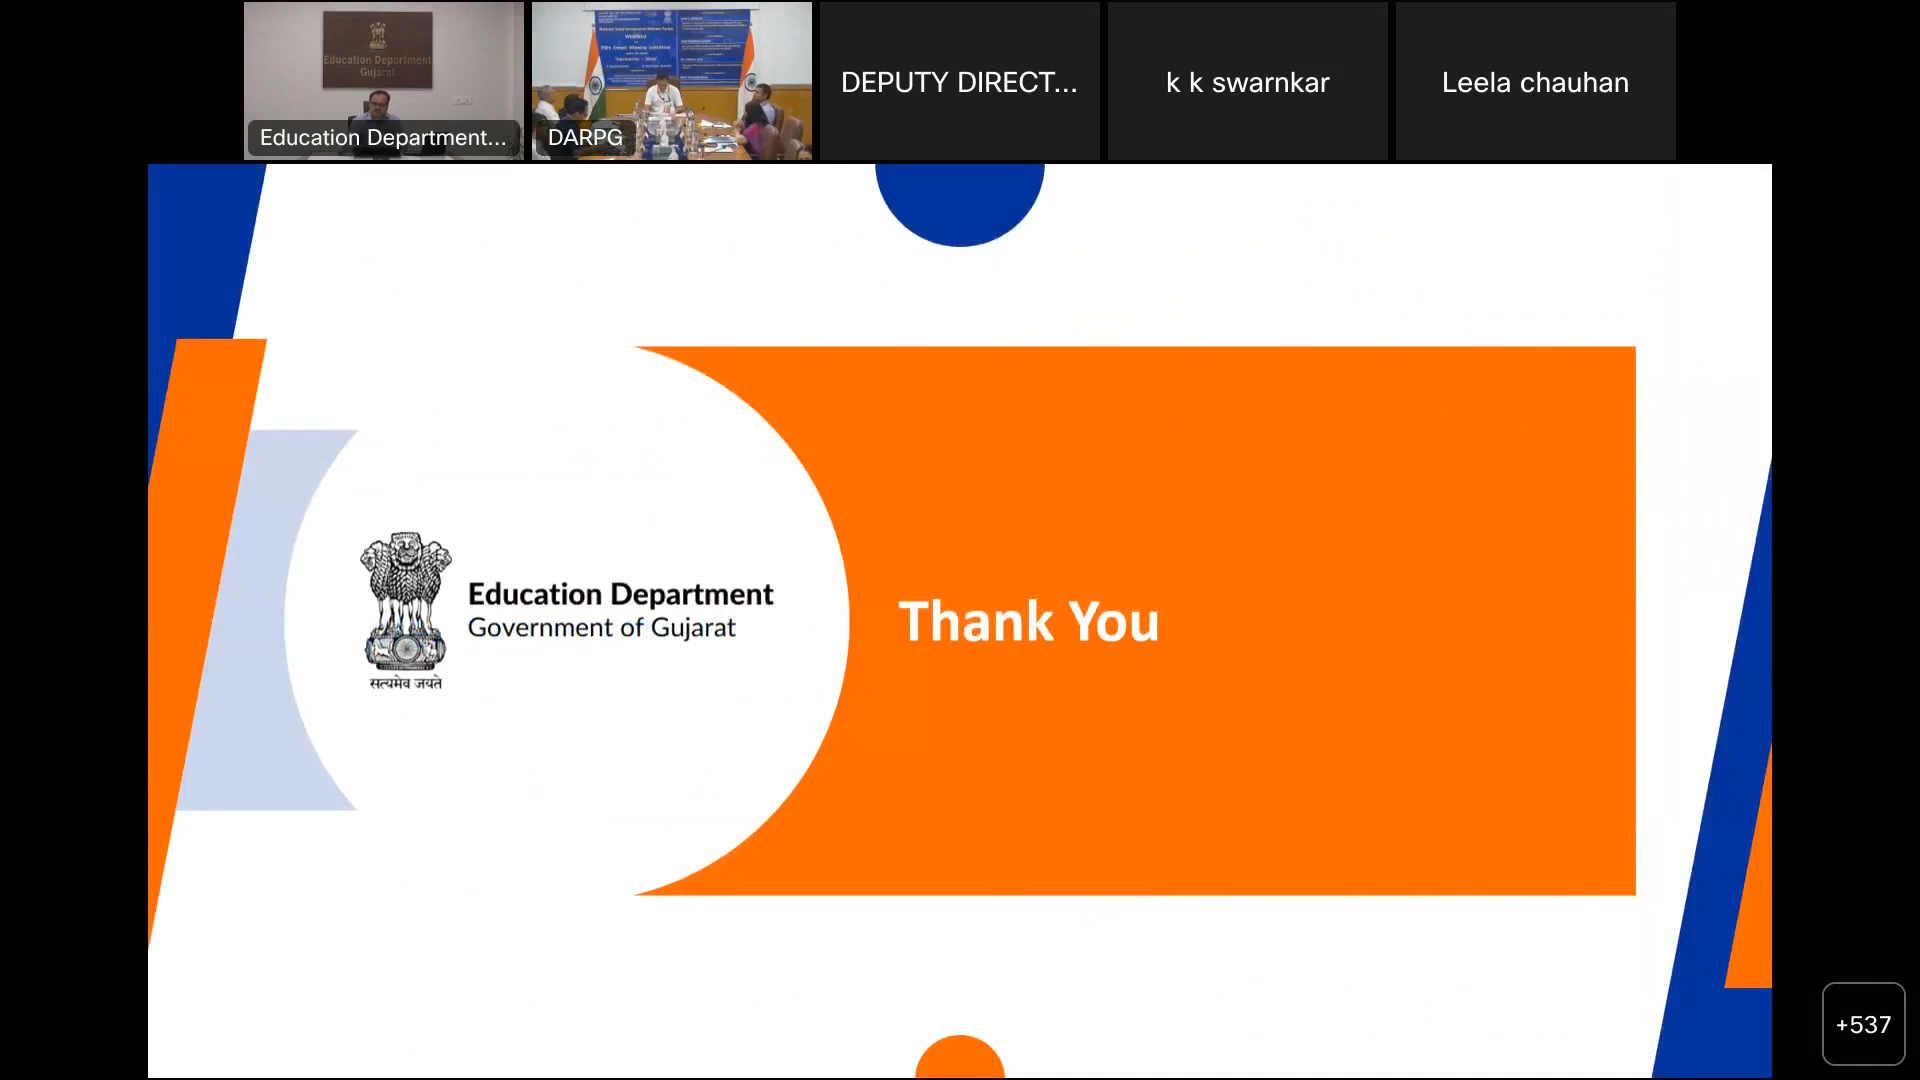 Education Department
Gujarat
Education Department...
DARPG
DEPUTY DIRECT...
k k swarnkar
Leela chauhan
Education Department
Government of Gujarat
सत्यमेव जयते
Thank You
+537